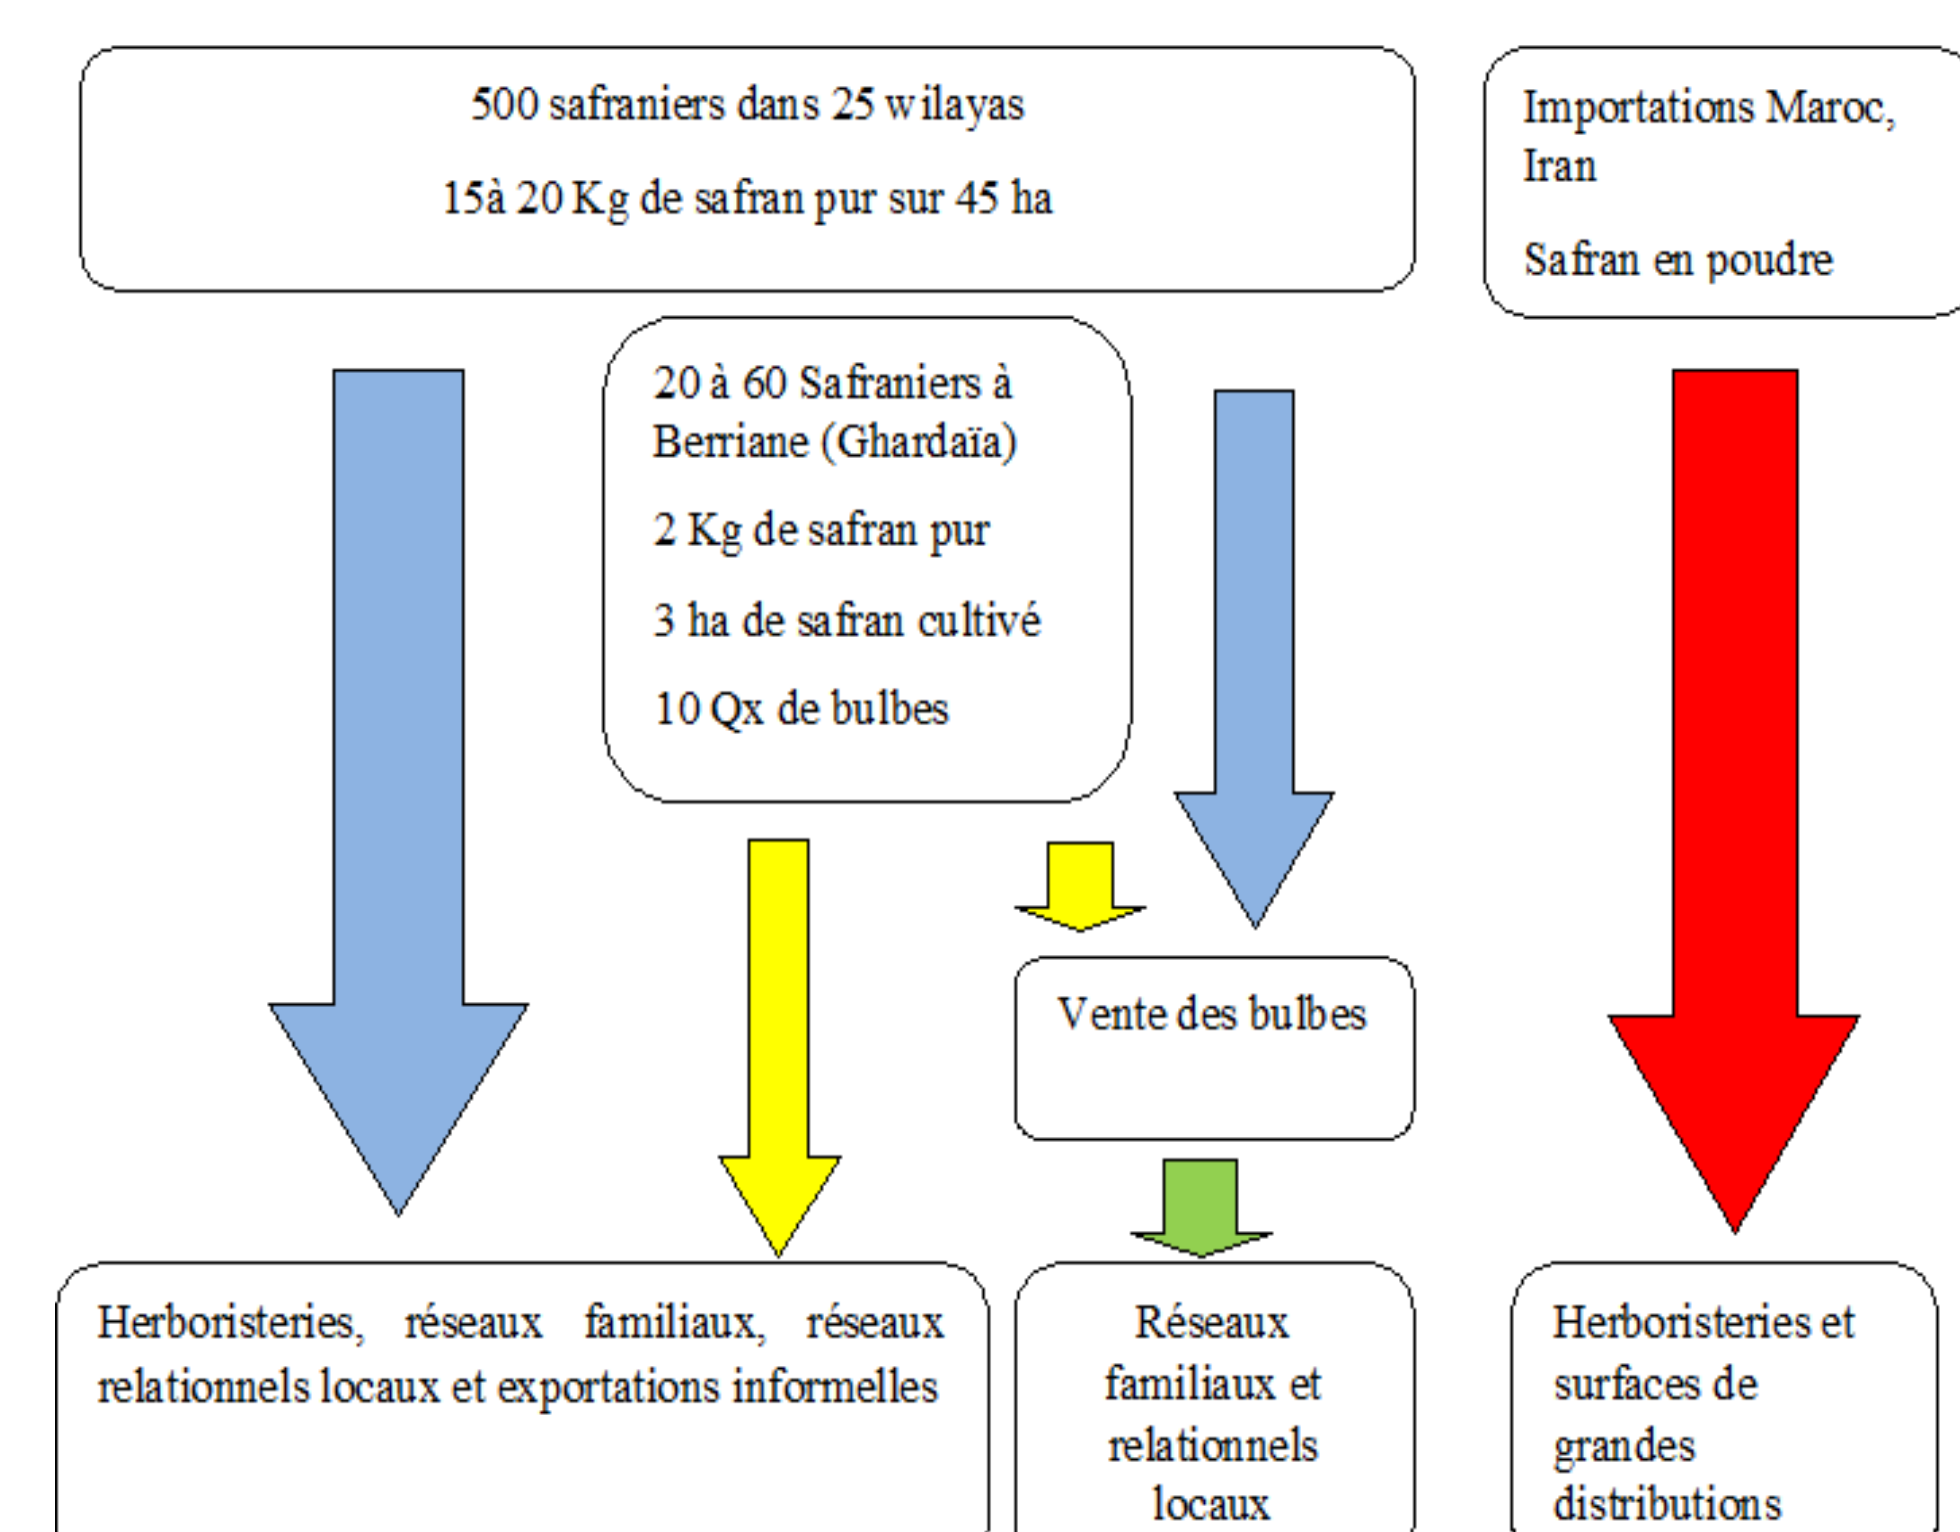 500 safraniers dans 25 wilayas
15à 20 Kg de safran pur sur 45 ha
Importations Maroc,
Iran
Safran en poudre
20 à 60 Safraniers à
Berriane (Ghardaïa)
2 Kg de safran pur
3 ha de safran cultivé
10 Qx de bulbes
Vente des bulbes
Herboristeries, réseaux familiaux, réseaux
relationnels locaux et exportations informelles
Réseaux
familiaux et
relationnels
locaux
Herboristeries et
surfaces de
grandes
distributions